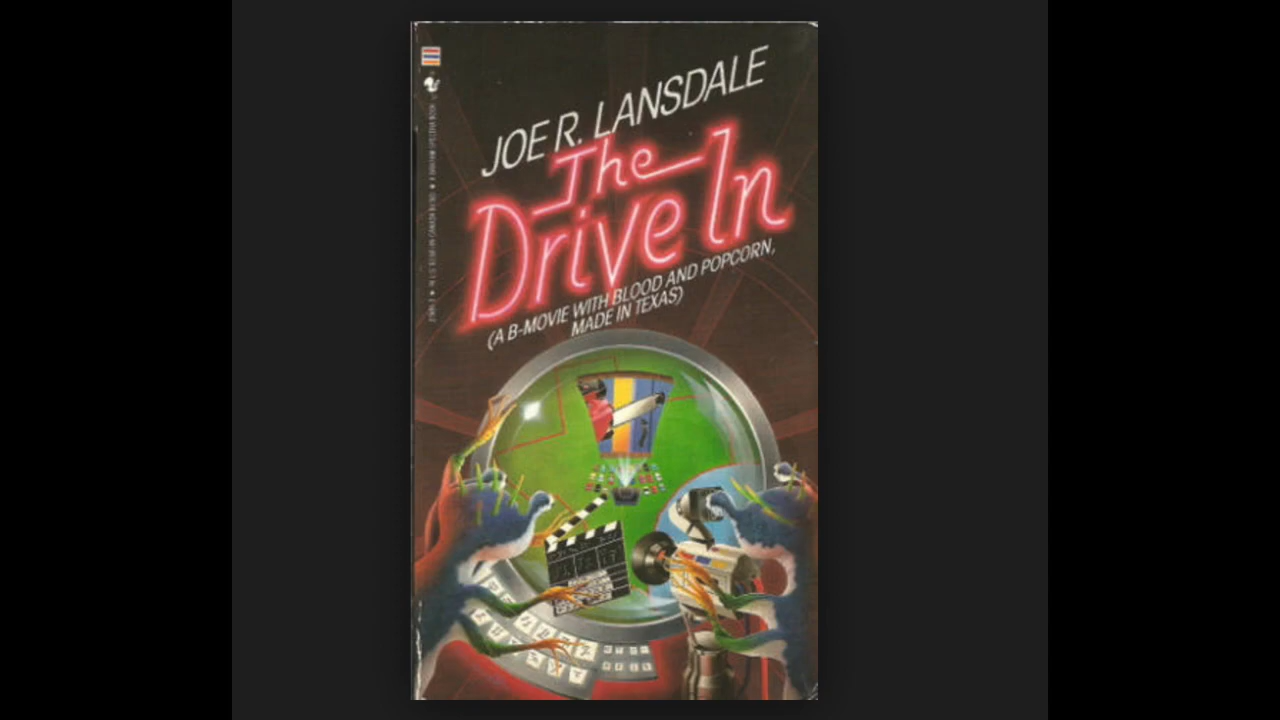 JOE R. LANSDALE
The
Drive In
(A B-MOVIE WITH BLOOD AND POPCORN,
MADE IN TEXAS)